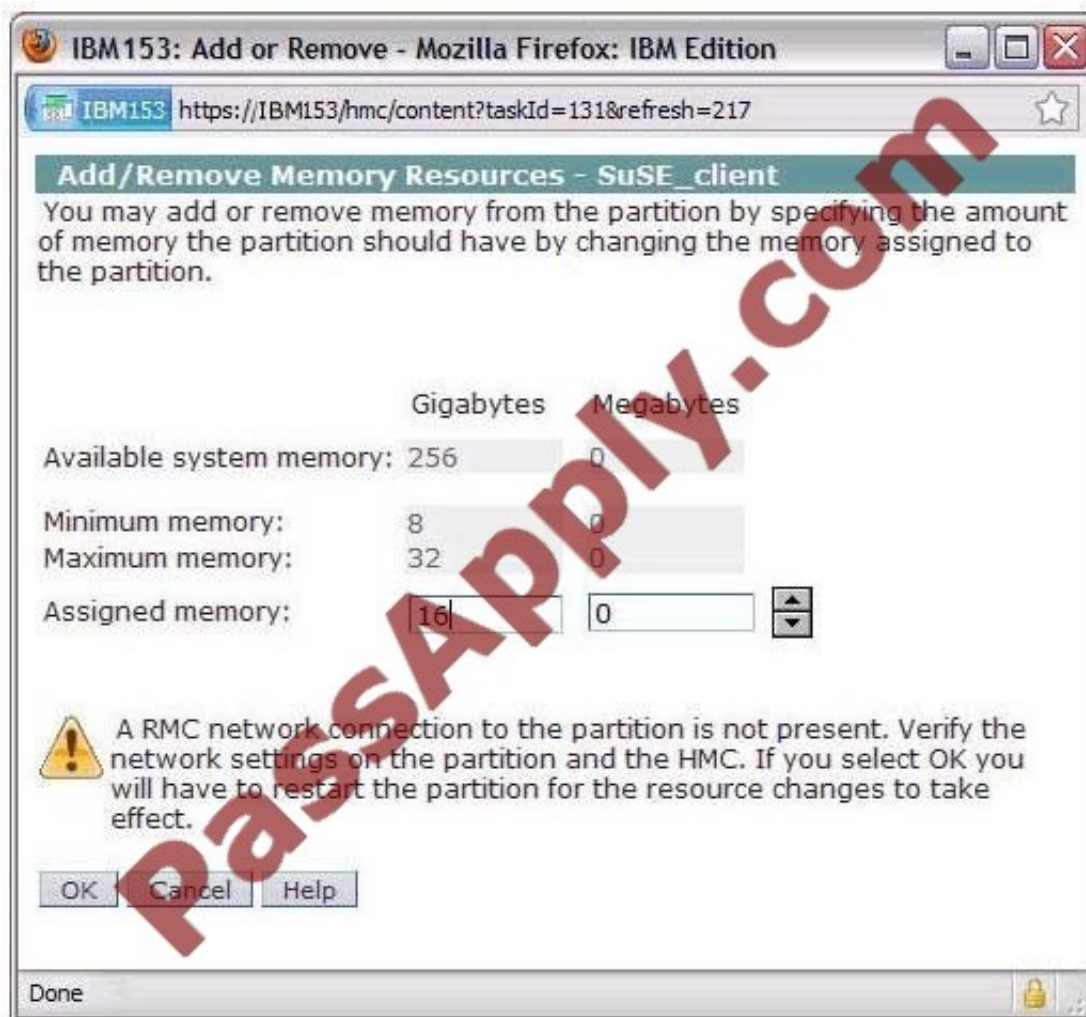 IBM153: Add or Remove - Mozilla Firefox: IBM Edition
IBM153 https://IBM153/hmc/content?taskId=131&refresh=217
Add/Remove Memory Resources - SuSE_client
You may add or remove memory from the partition by specifying the amount
of memory the partition should have by changing the memory assigned to
the partition.
Gigabytes Megabytes
Available system memory: 256 0
Minimum memory: 8 0
Maximum memory: 32 0
Assigned memory: 16 0
A RMC network connection to the partition is not present. Verify the
network settings on the partition and the HMC. If you select OK you
will have to restart the partition for the resource changes to take
effect.
OK Cancel Help
Done
PassApply.com